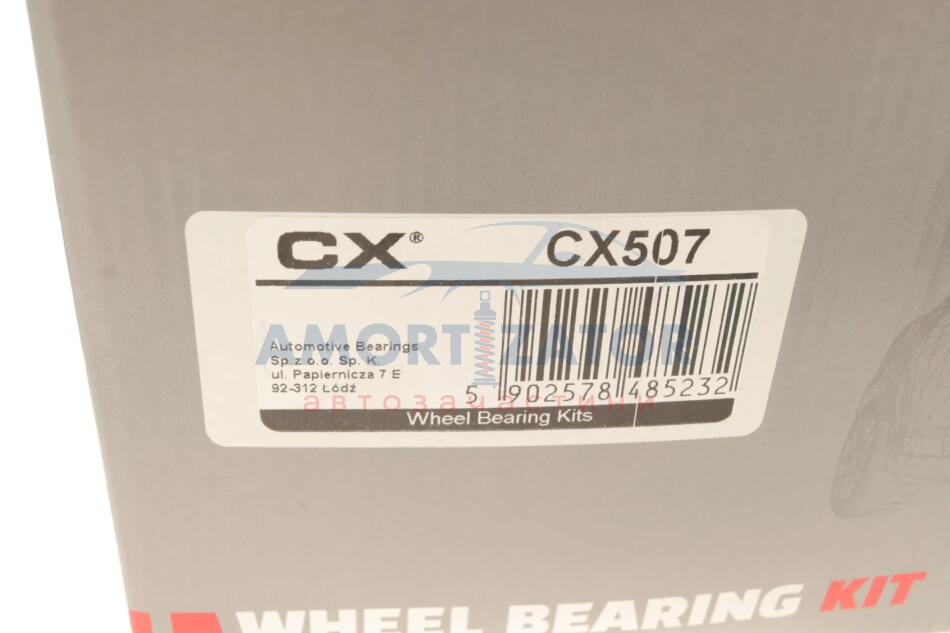 CX® CX507
Automotive Bearings
Sp.z o.o. Sp. K.
ul. Papiernicza 7 E
92-312 Łódź
5 902578 485232
Wheel Bearing Kits
AMORTIZATOR
автозапчастини
WHEEL BEARING KIT